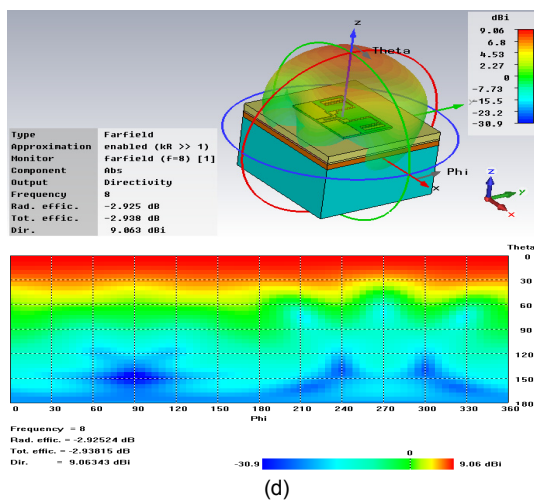 dBi
9.06
6.8
4.53
2.27
0
-7.73
-15.5
-23.2
-30.9
z
Theta
y
Phi
x
z
y
x
Type Farfield
Approximation enabled (kR >> 1)
Monitor farfield (f=8) [1]
Component Abs
Output Directivity
Frequency 8
Rad. effic. -2.925 dB
Tot. effic. -2.938 dB
Dir. 9.063 dBi
Theta
0
30
60
90
120
150
180
0 30 60 90 120 150 180 210 240 270 300 330 360
Phi
Frequency = 8
Rad. effic. = -2.92524 dB
Tot. effic. = -2.93815 dB
Dir. = 9.06343 dBi
0
-30.9 9.06 dBi
(d)